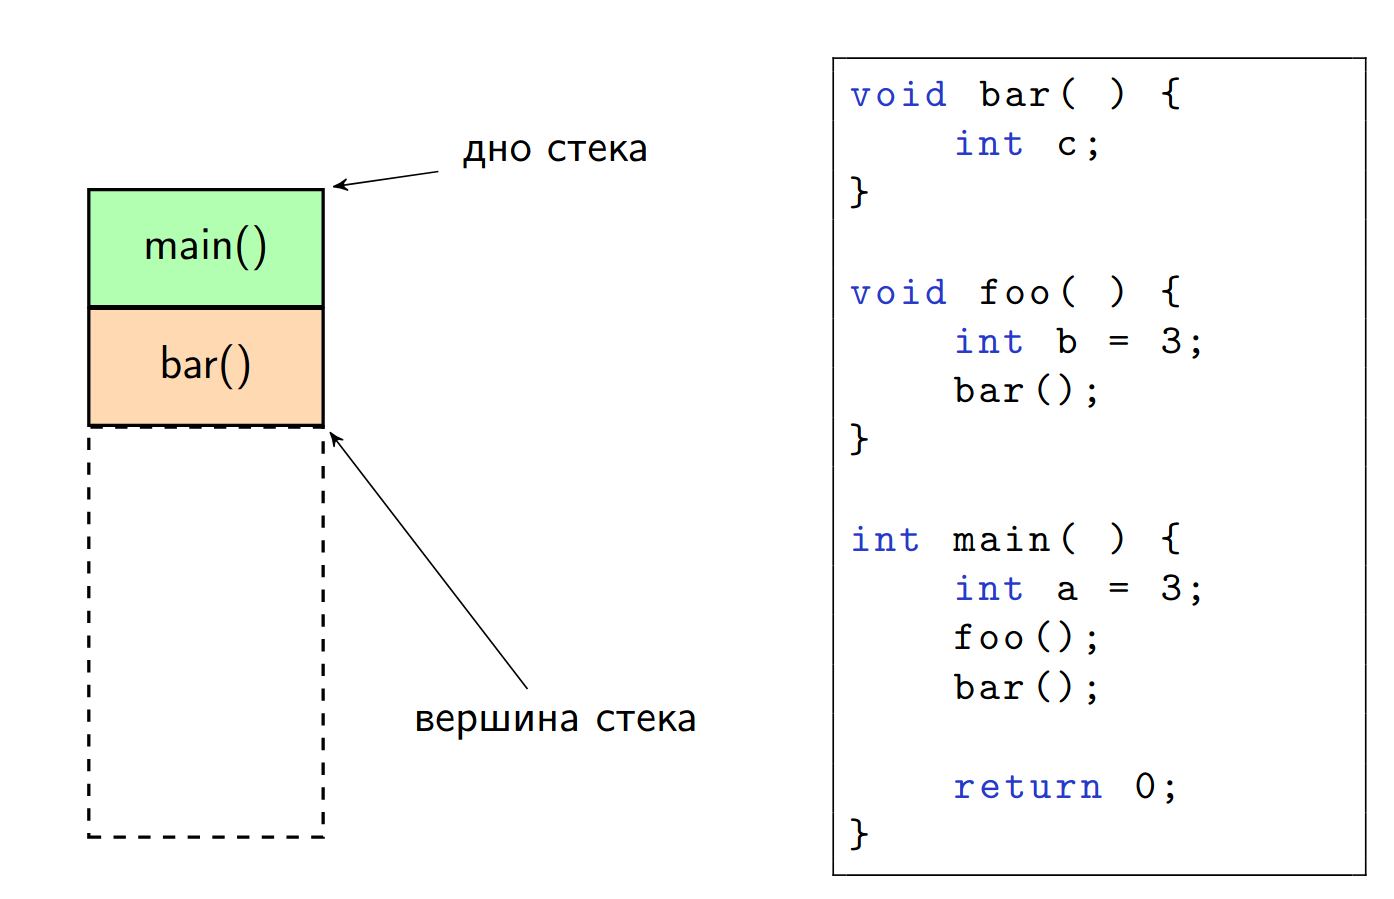 дно стека
main()
bar()
вершина стека
void bar( ) {
    int c;
}

void foo( ) {
    int b = 3;
    bar();
}

int main( ) {
    int a = 3;
    foo();
    bar();

    return 0;
}